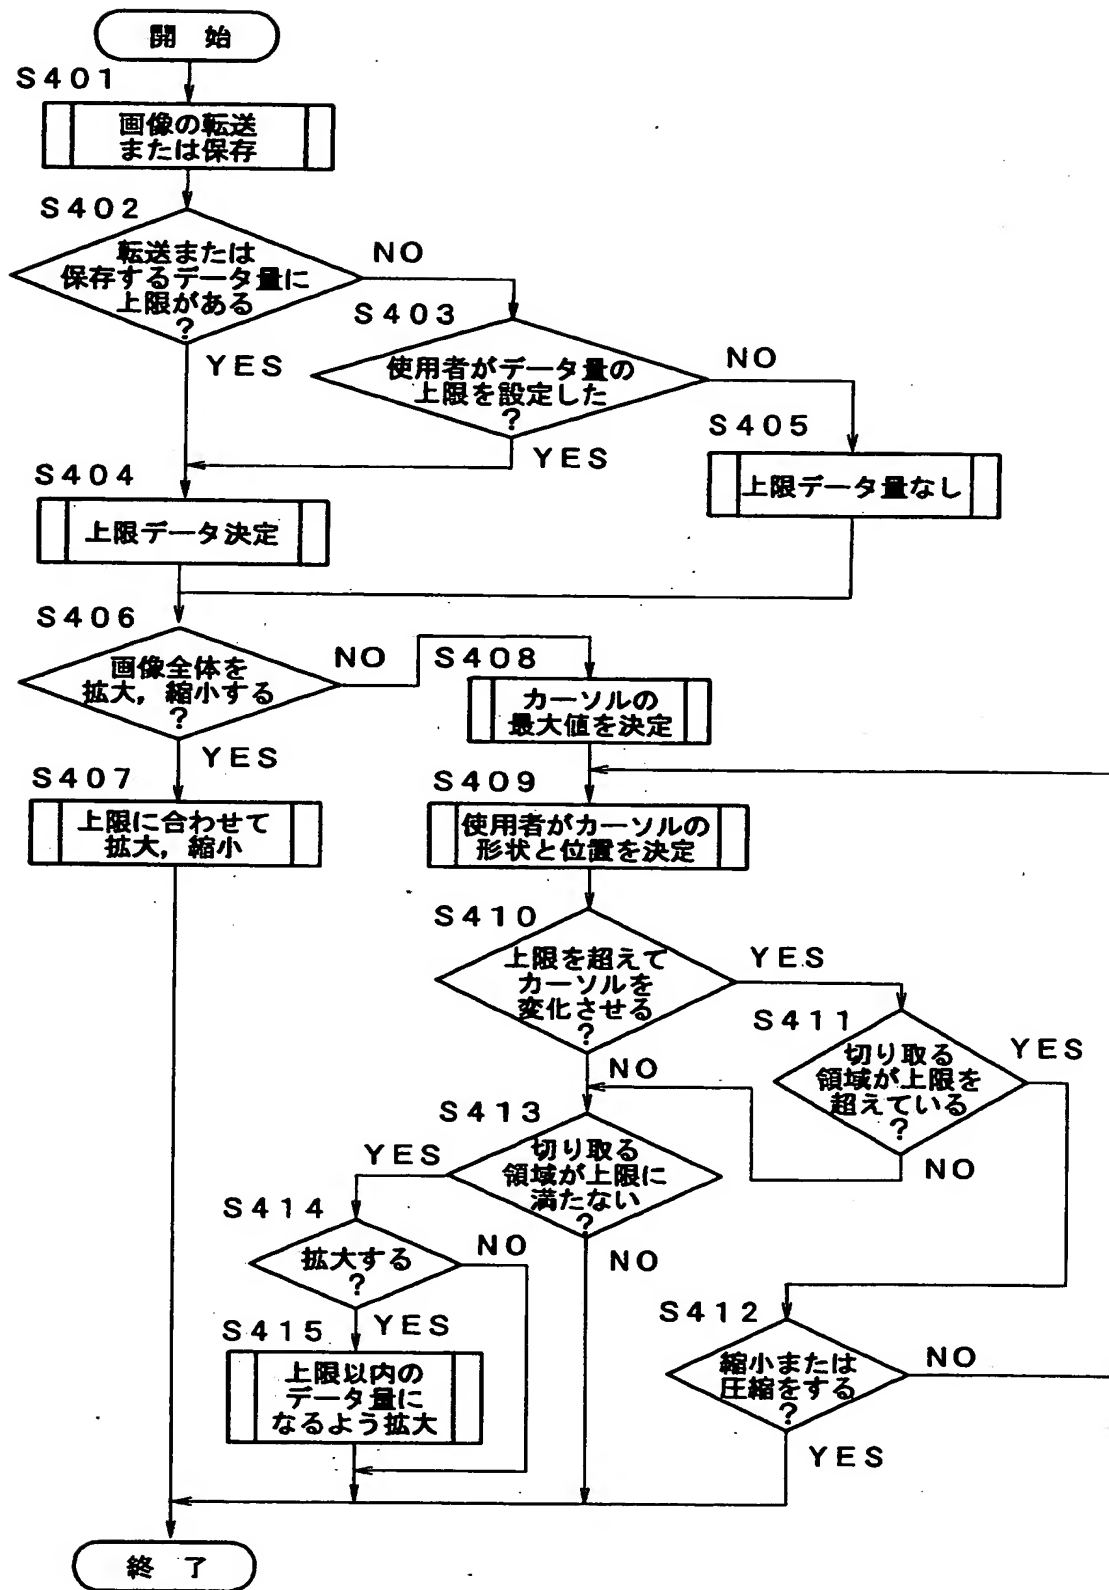 開始
S401
画像の転送
または保存
S402
転送または
保存するデータ量に
上限がある
?
NO
YES
S403
使用者がデータ量の
上限を設定した
?
NO
YES
S405
上限データ量なし
S404
上限データ決定
S406
画像全体を
拡大,縮小する
?
NO
YES
S407
上限に合わせて
拡大,縮小
S408
カーソルの
最大値を決定
S409
使用者がカーソルの
形状と位置を決定
S410
上限を超えて
カーソルを
変化させる
?
YES
NO
S411
切り取る
領域が上限を
超えている
?
YES
NO
S413
切り取る
領域が上限に
満たない
?
YES
NO
S414
拡大する
?
NO
YES
S415
上限以内の
データ量に
なるよう拡大
S412
縮小または
圧縮をする
?
NO
YES
終了